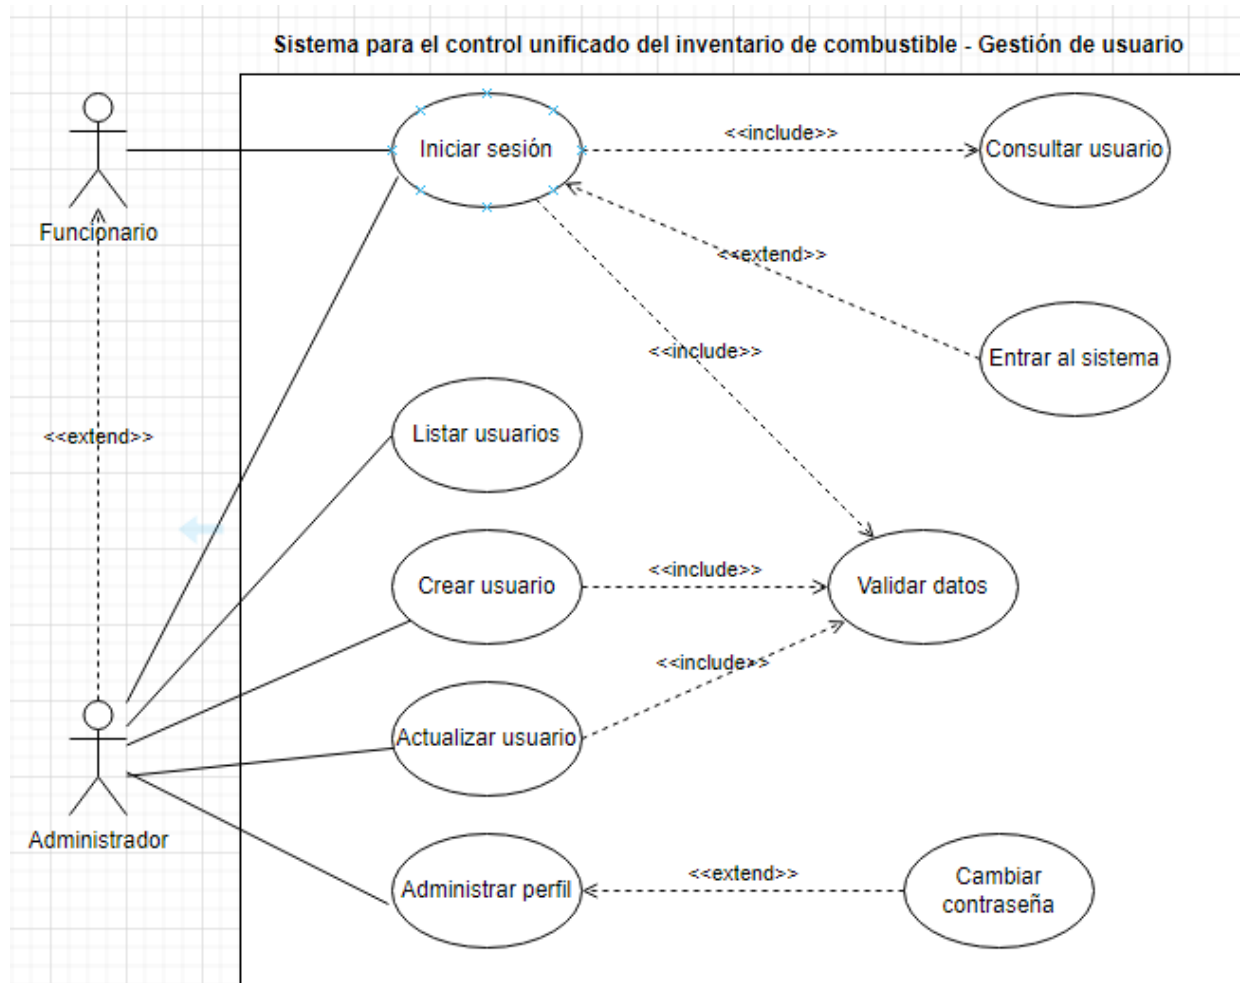 Sistema para el control unificado del inventario de combustible - Gestión de usuario
Iniciar sesión
<<include>>
Consultar usuario
Funcionario
<<extend>>
<<include>>
Entrar al sistema
<<extend>>
Listar usuarios
Crear usuario
<<include>>
Validar datos
<<include>>
Actualizar usuario
Administrador
Administrar perfil
<<extend>>
Cambiar
contraseña